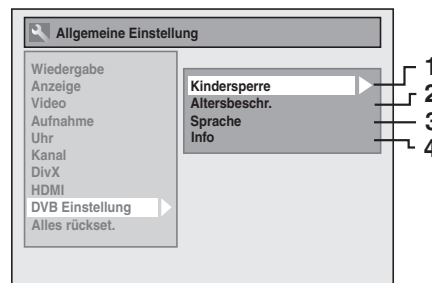 Allgemeine Einstellung
Wiedergabe
Anzeige
Video
Aufnahme
Uhr
Kanal
DivX
HDMI
DVB Einstellung
Alles rückset.
Kindersperre
Altersbeschr.
Sprache
Info
1
2
3
4